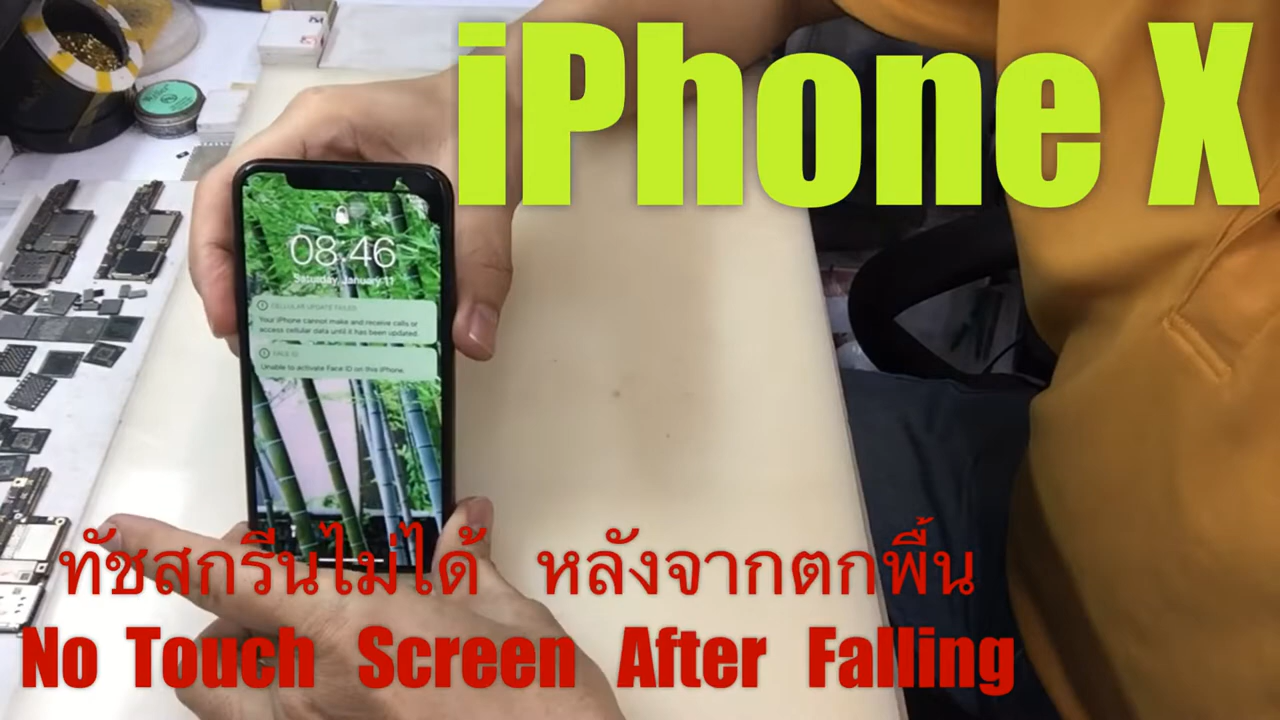 iPhone X
08:46
Saturday, January 11
CELLULAR UPDATE FAILED
Your iPhone cannot make and receive calls or
access cellular data until it has been updated.
FACE ID
Unable to activate Face ID on this iPhone.
ทัชสกรีนไม่ได้ หลังจากตกพื้น
No Touch Screen After Falling